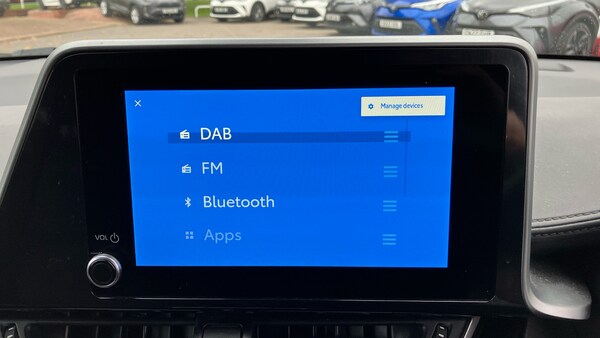 Manage devices
DAB
FM
Bluetooth
Apps
VOL